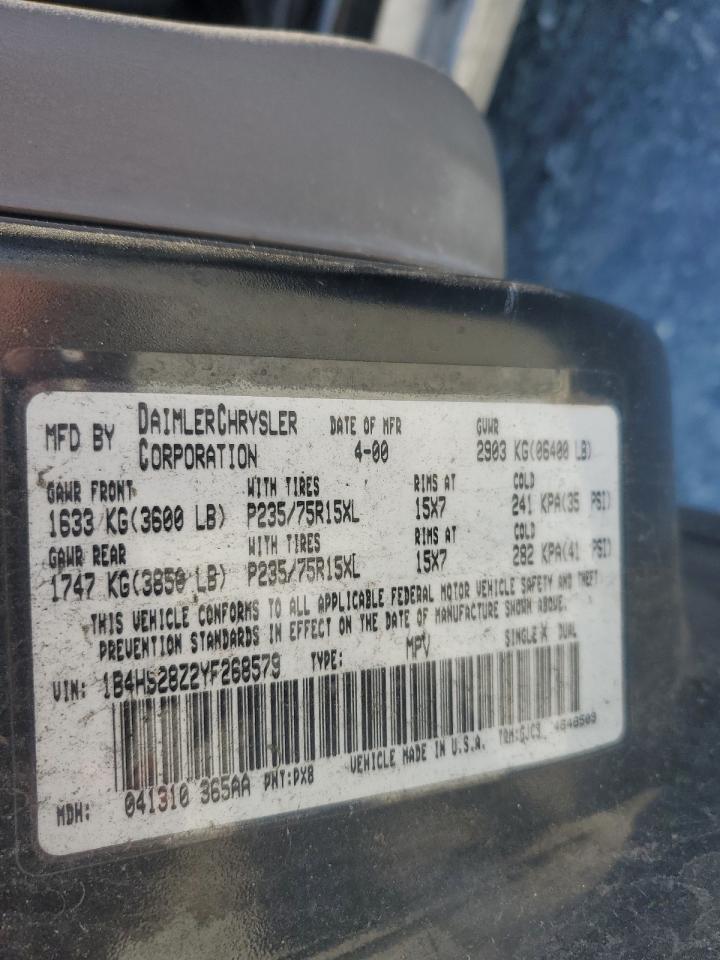 MFD BY DAIMLERCHRYSLER CORPORATION DATE OF MFR 4-00 GVWR 2903 KG(06400 LB)
GAWR FRONT WITH TIRES RIMS AT COLD
1633 KG(3600 LB) P235/75R15XL 15X7 241 KPA(35 PSI)
GAWR REAR WITH TIRES RIMS AT COLD
1747 KG(3850 LB) P235/75R15XL 15X7 282 KPA(41 PSI)
THIS VEHICLE CONFORMS TO ALL APPLICABLE FEDERAL MOTOR VEHICLE SAFETY AND THEFT
PREVENTION STANDARDS IN EFFECT ON THE DATE OF MANUFACTURE SHOWN ABOVE.
VIN: 1B4HS28Z2YF268579 TYPE: MPV SINGLE X DUAL
MDH: 041310 365AA PNT:PX8 VEHICLE MADE IN U.S.A. TRM:GJC9 4648509